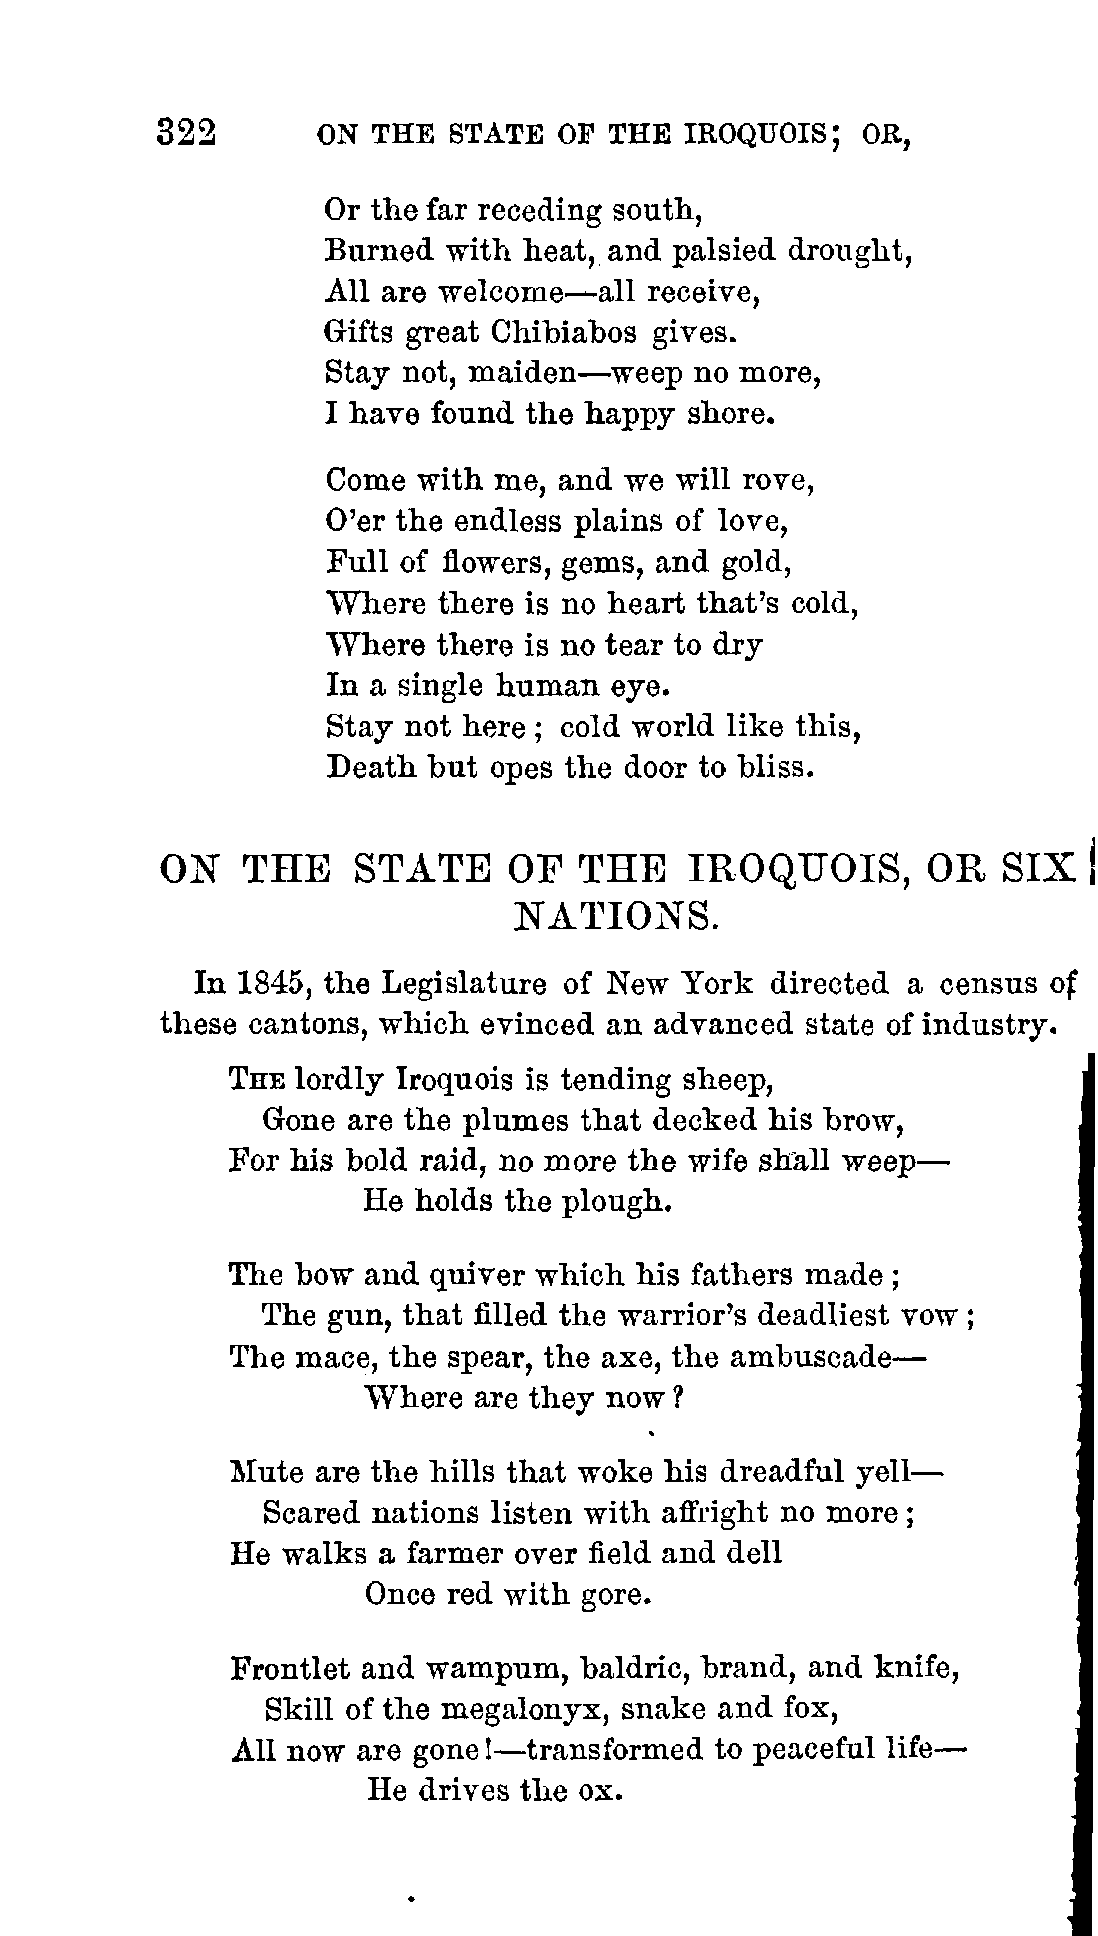 322 ON THE STATE OF THE IROQUOIS; OR,
Or the far receding south,
Burned with heat, and palsied drought,
All are welcome—all receive,
Gifts great Chibiabos gives.
Stay not, maiden—weep no more,
I have found the happy shore.
Come with me, and we will rove,
O'er the endless plains of love,
Full of flowers, gems, and gold,
Where there is no heart that's cold,
Where there is no tear to dry
In a single human eye.
Stay not here; cold world like this,
Death but opes the door to bliss.
ON THE STATE OF THE IROQUOIS, OR SIX
NATIONS.
In 1845, the Legislature of New York directed a census of
these cantons, which evinced an advanced state of industry.
THE lordly Iroquois is tending sheep,
Gone are the plumes that decked his brow,
For his bold raid, no more the wife shall weep—
He holds the plough.
The bow and quiver which his fathers made;
The gun, that filled the warrior's deadliest vow;
The mace, the spear, the axe, the ambuscade—
Where are they now?
Mute are the hills that woke his dreadful yell—
Scared nations listen with affright no more;
He walks a farmer over field and dell
Once red with gore.
Frontlet and wampum, baldric, brand, and knife,
Skill of the megalonyx, snake and fox,
All now are gone!—transformed to peaceful life—
He drives the ox.